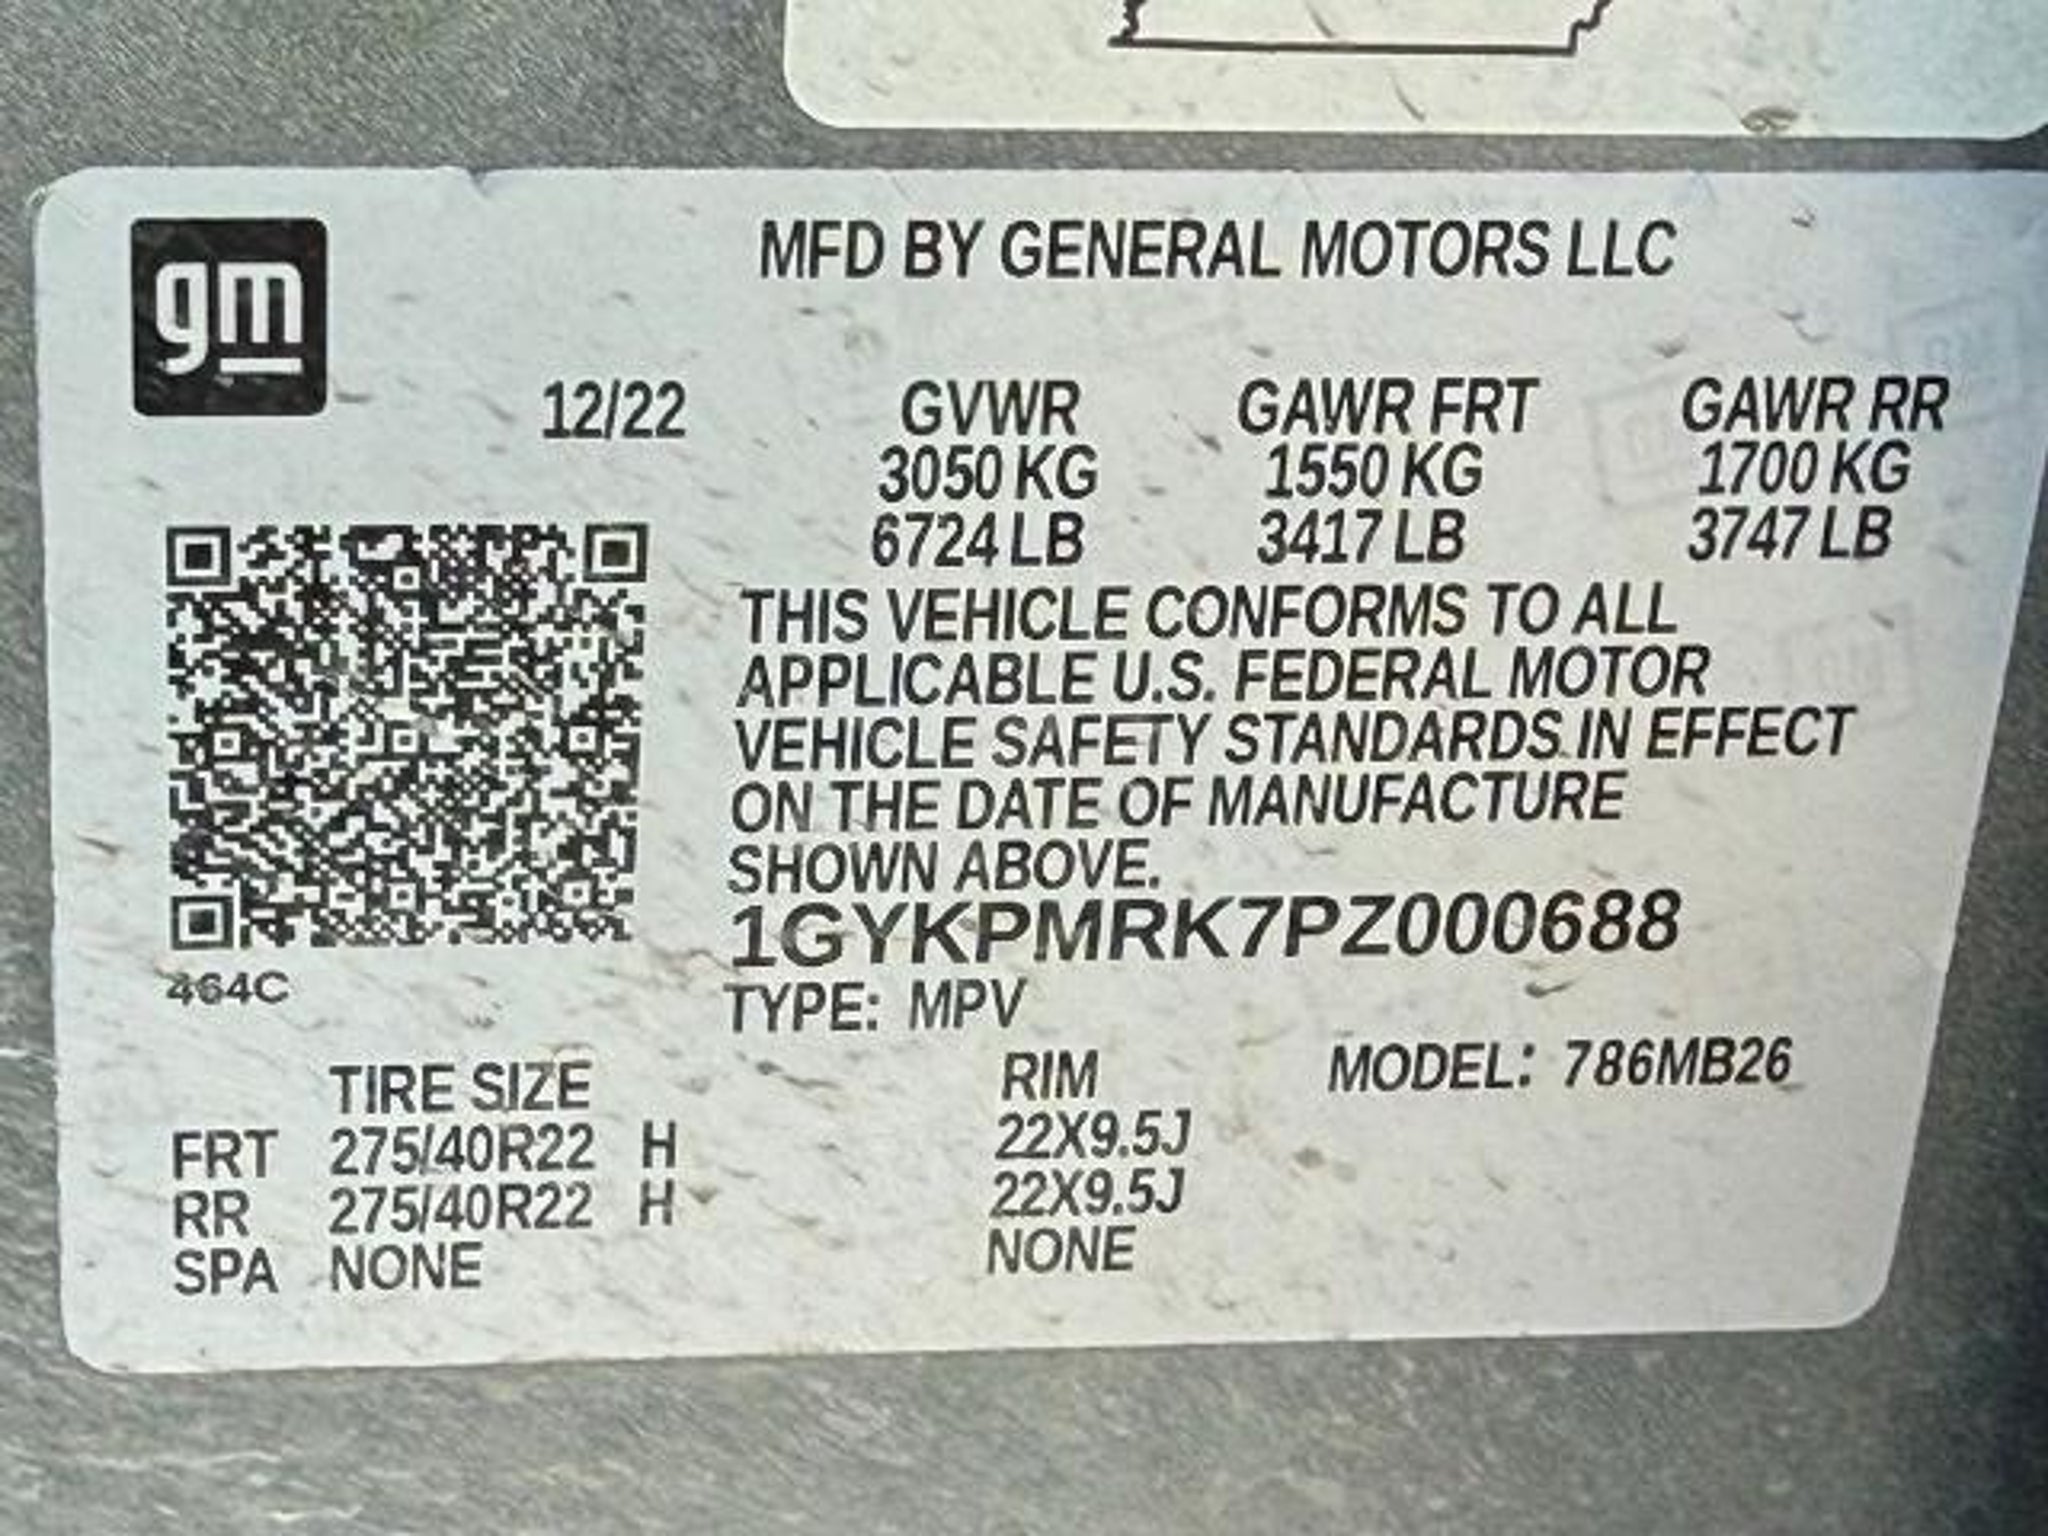 gm
MFD BY GENERAL MOTORS LLC
12/22 GVWR GAWR FRT GAWR RR
3050 KG 1550 KG 1700 KG
6724 LB 3417 LB 3747 LB
THIS VEHICLE CONFORMS TO ALL
APPLICABLE U.S. FEDERAL MOTOR
VEHICLE SAFETY STANDARDS IN EFFECT
ON THE DATE OF MANUFACTURE
SHOWN ABOVE.
1GYKPMRK7PZ000688
464C
TYPE: MPV
TIRE SIZE RIM MODEL: 786MB26
FRT 275/40R22 H 22X9.5J
RR 275/40R22 H 22X9.5J
SPA NONE NONE